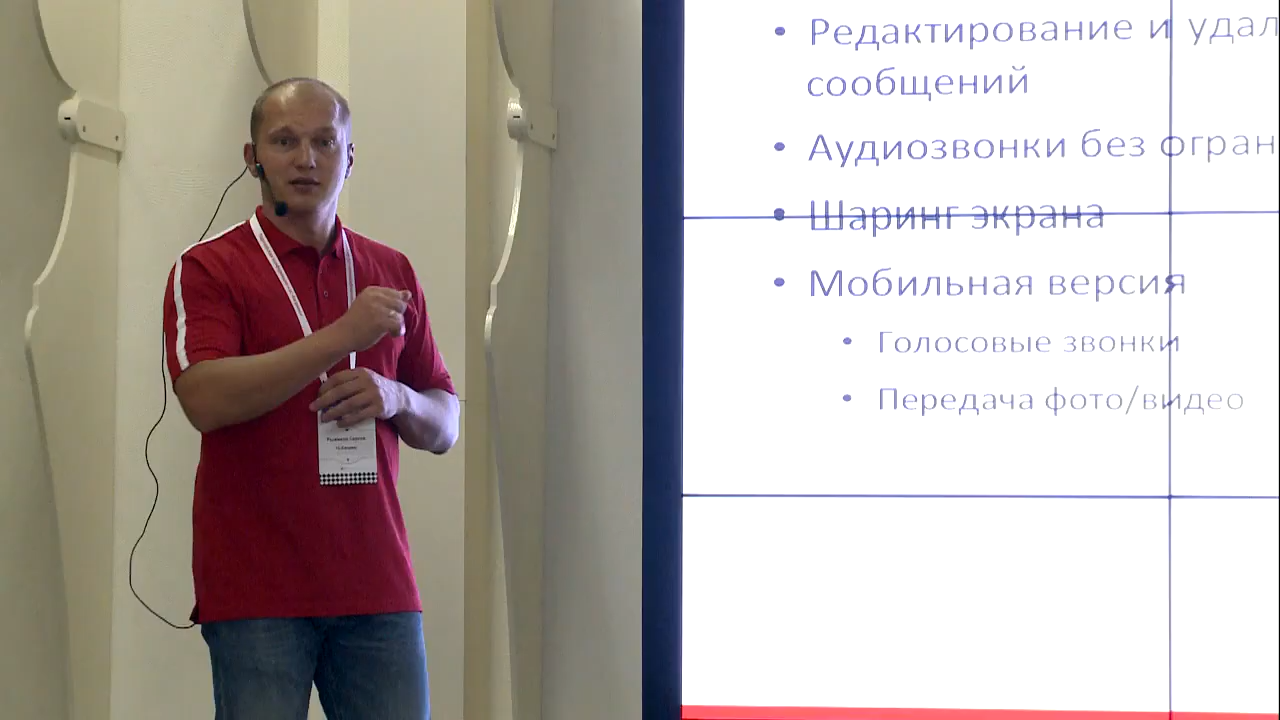 Редактирование и удал
сообщений
Аудиозвонки без огран
Шаринг экрана
Мобильная версия
Голосовые звонки
Передача фото/видео